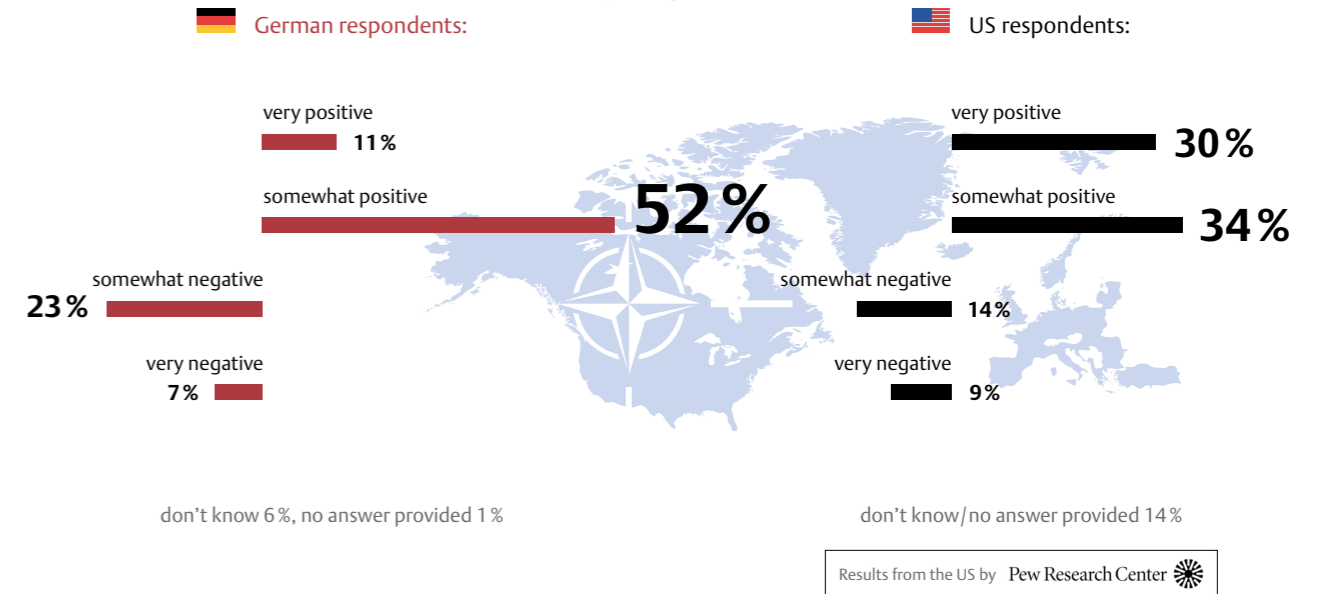 German respondents:
very positive
11%
somewhat positive
52%
somewhat negative
23%
very negative
7%
don't know 6%, no answer provided 1%
US respondents:
very positive
30%
somewhat positive
34%
somewhat negative
14%
very negative
9%
don't know/no answer provided 14%
Results from the US by Pew Research Center